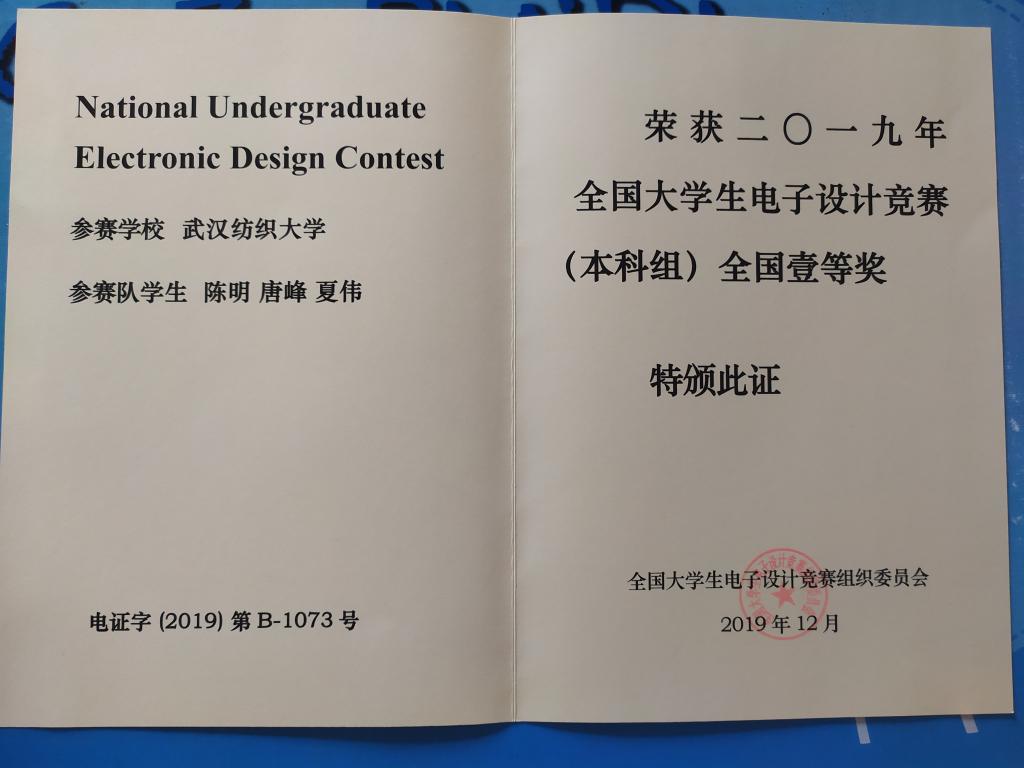 National Undergraduate
Electronic Design Contest
参赛学校 武汉纺织大学
参赛队学生 陈明 唐峰 夏伟
电证字 (2019) 第 B-1073 号
荣获二〇一九年
全国大学生电子设计竞赛
（本科组）全国壹等奖
特颁此证
全国大学生电子设计竞赛组织委员会
2019 年 12 月